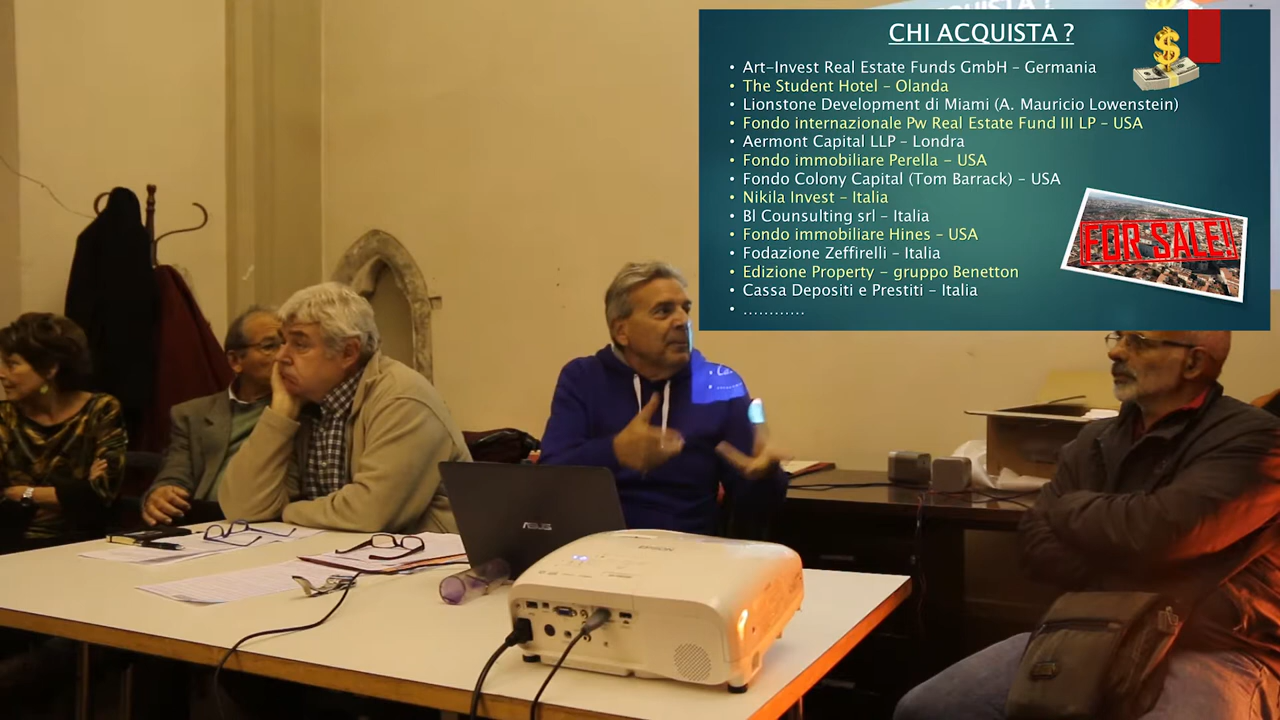 CHI ACQUISTA ?
• Art-Invest Real Estate Funds GmbH – Germania
• The Student Hotel – Olanda
• Lionstone Development di Miami (A. Mauricio Lowenstein)
• Fondo internazionale Pw Real Estate Fund III LP – USA
• Aermont Capital LLP – Londra
• Fondo immobiliare Perella – USA
• Fondo Colony Capital (Tom Barrack) – USA
• Nikila Invest – Italia
• Bl Counsulting srl – Italia
• Fondo immobiliare Hines – USA
• Fodazione Zeffirelli – Italia
• Edizione Property – gruppo Benetton
• Cassa Depositi e Prestiti – Italia
• …………
FOR SALE!
ASUS
EPSON